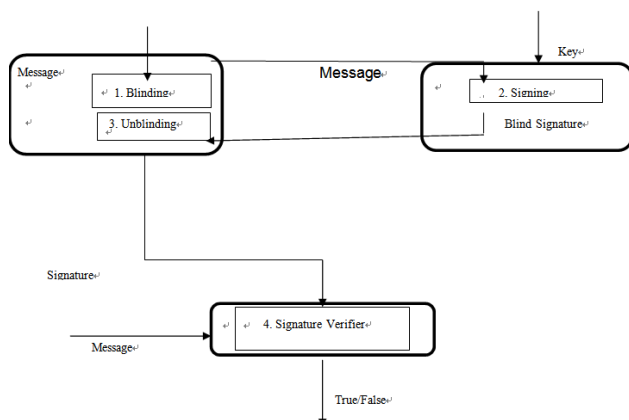 Key
Message
Message
1. Blinding
2. Signing
3. Unblinding
Blind Signature
Signature
4. Signature Verifier
Message
True/False